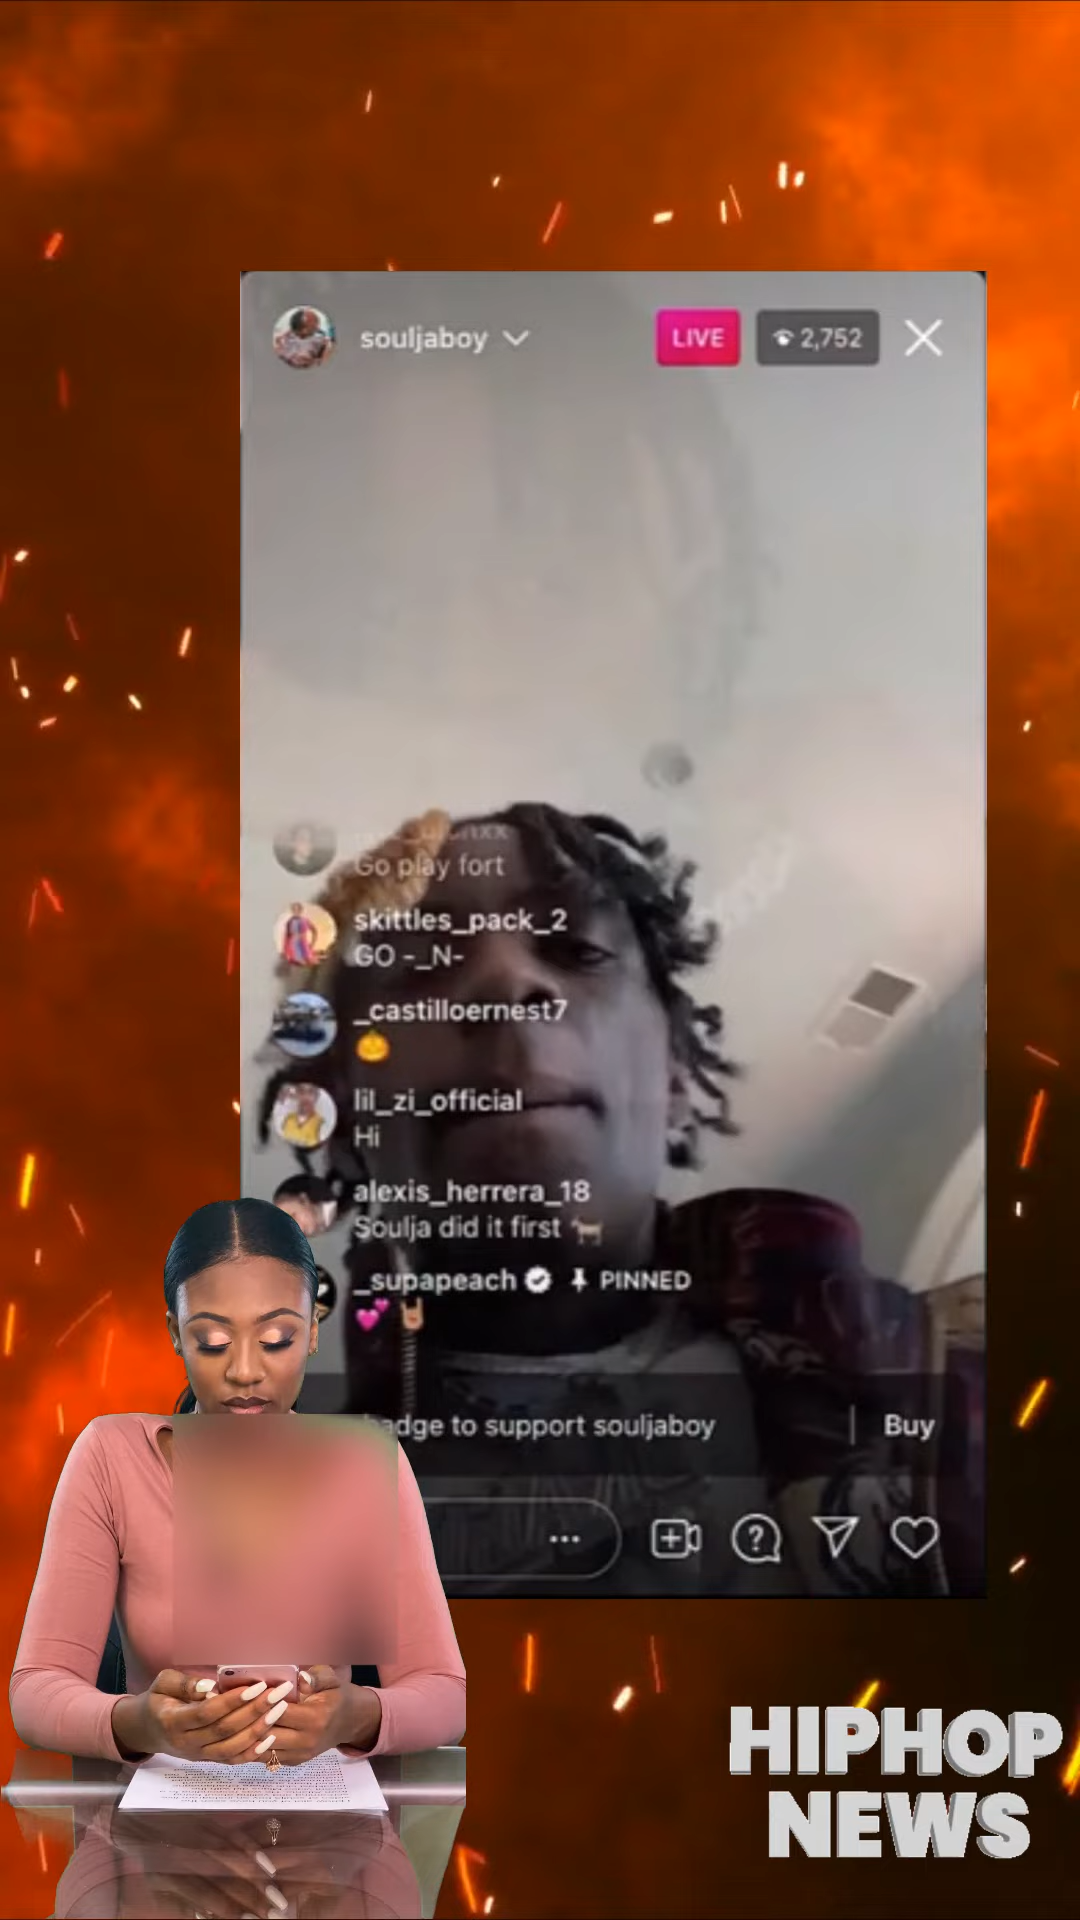 souljaboy
LIVE
2,752
Go play fort
skittles_pack_2
GO -_N-
_castilloernest7
🎃
lil_zi_official
Hi
alexis_herrera_18
Soulja did it first 🐐
_supapeach PINNED
💕 🤘🏼
badge to support souljaboy
Buy
HIPHOP
NEWS